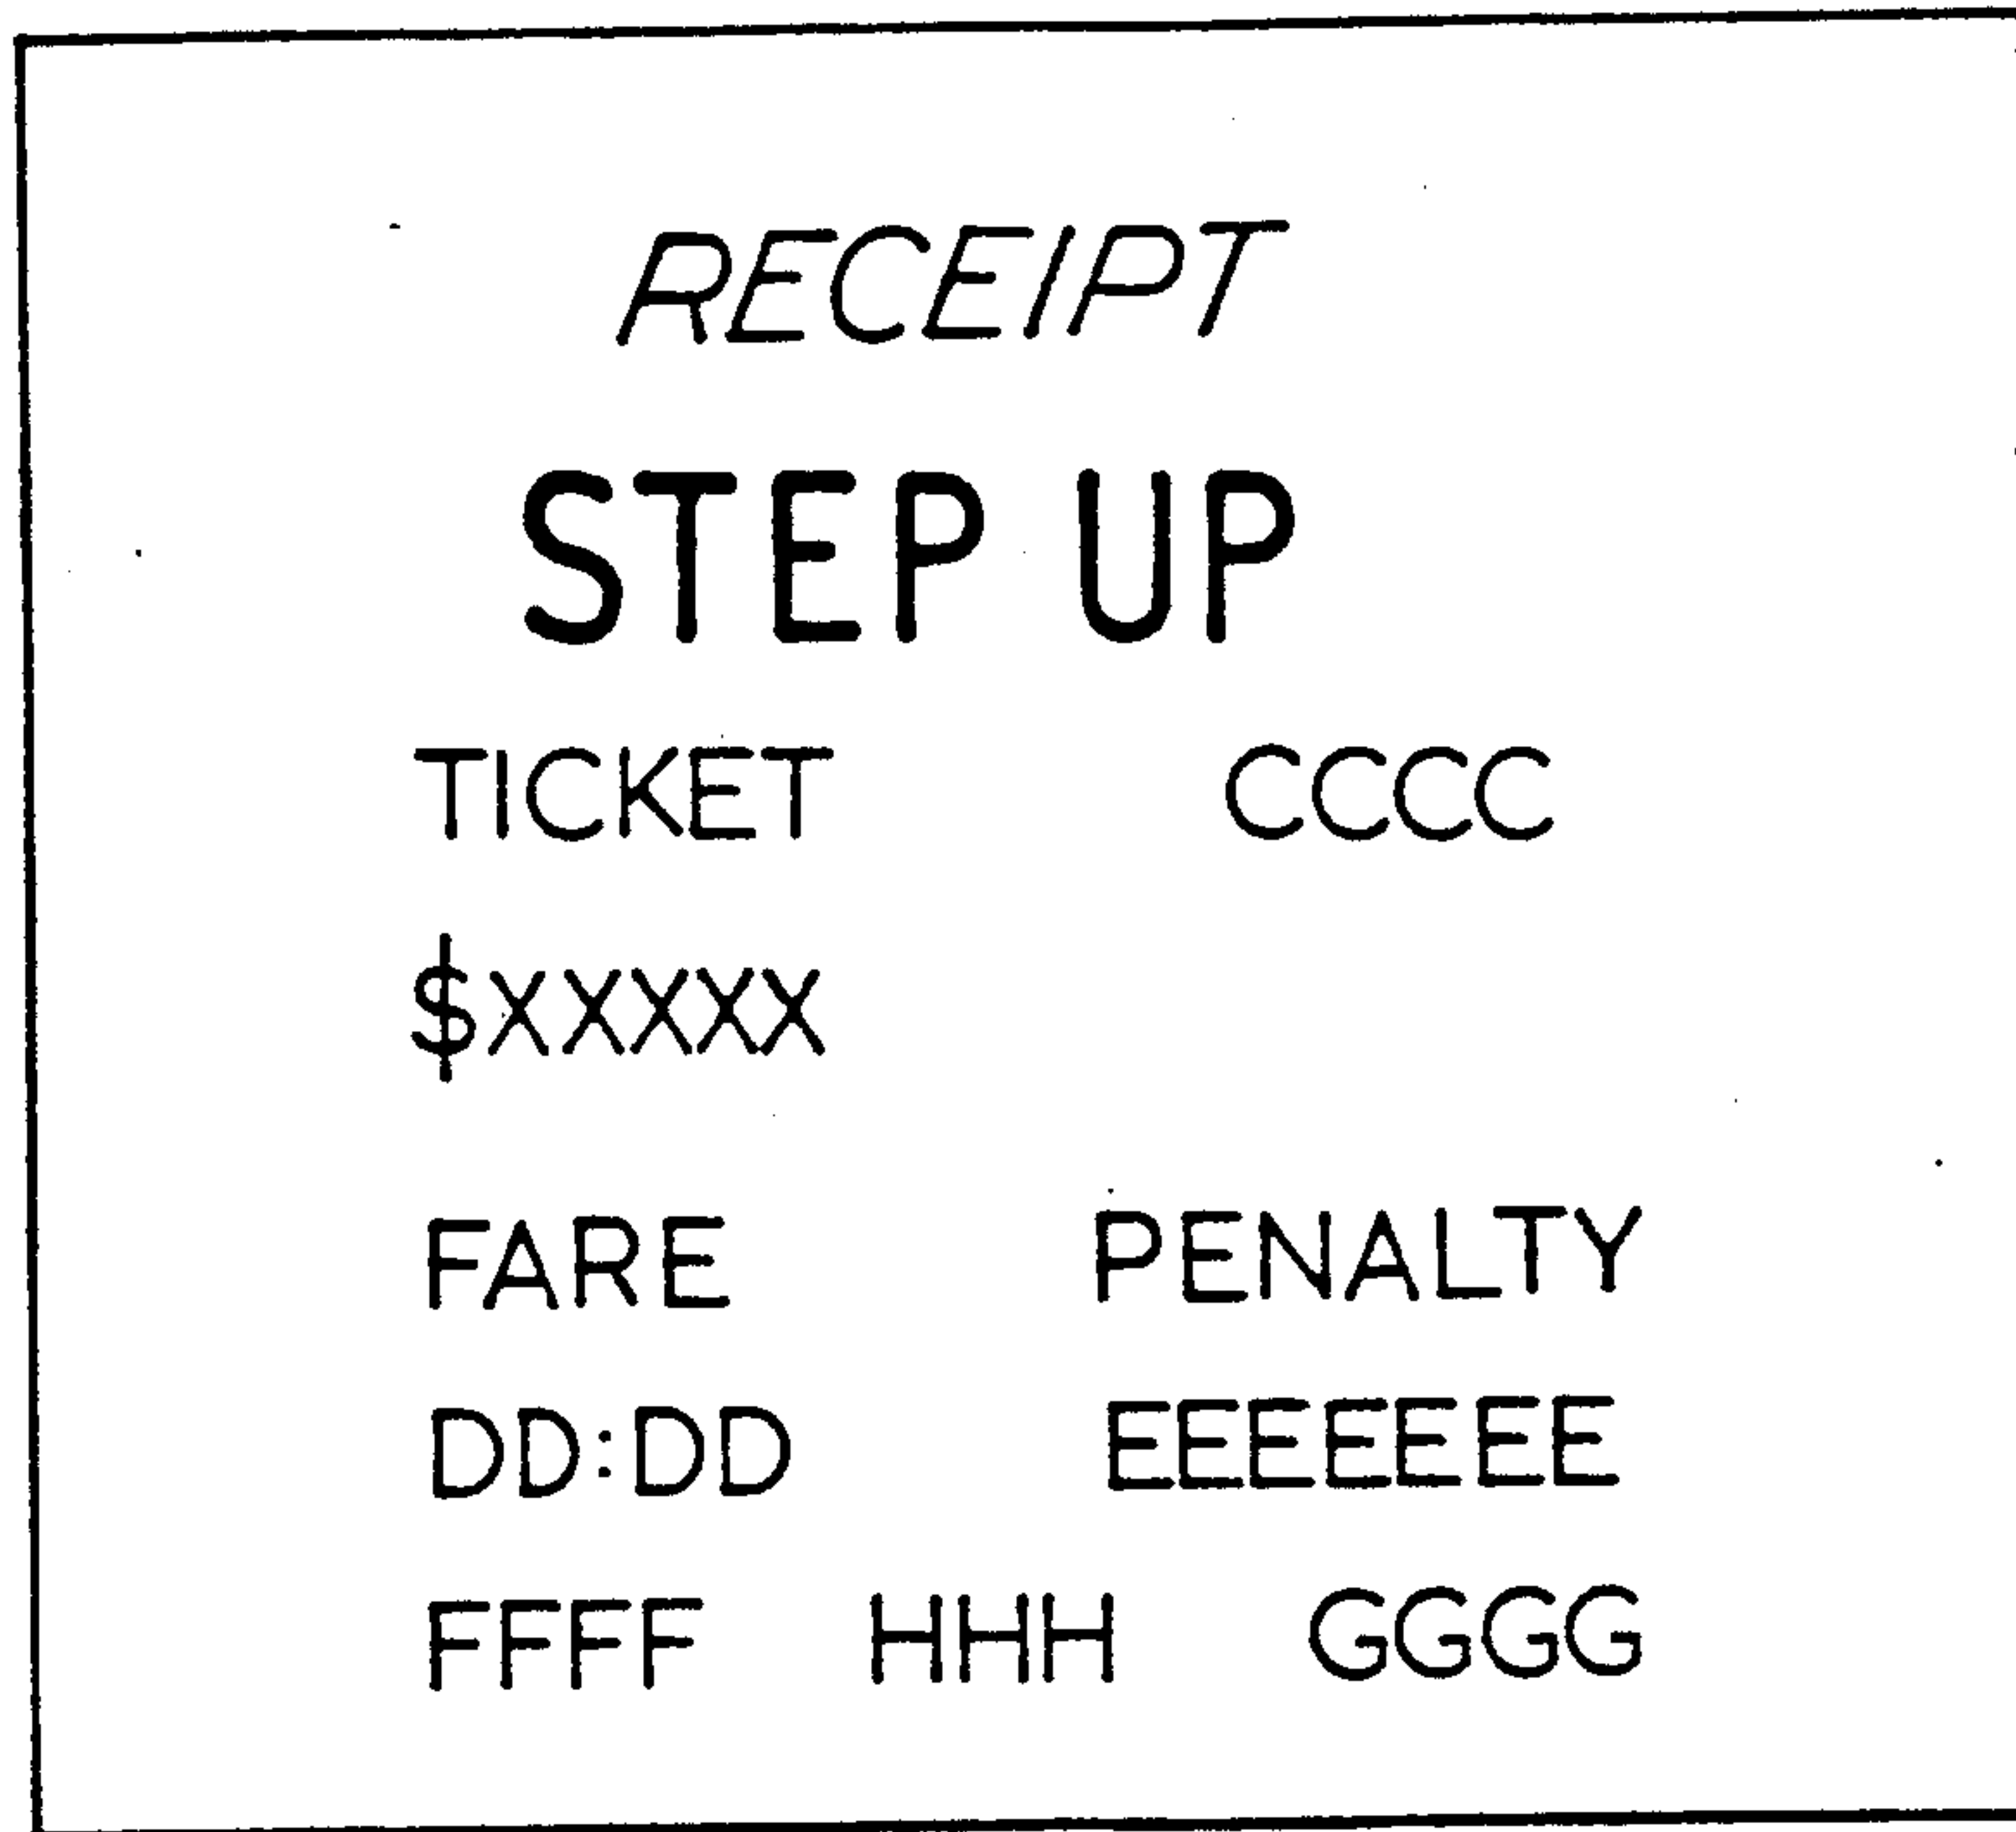 RECEIPT
STEP UP
TICKET CCCC
$XXXXX
FARE PENALTY
DD:DD EEEEEEE
FFFF HHH GGGG